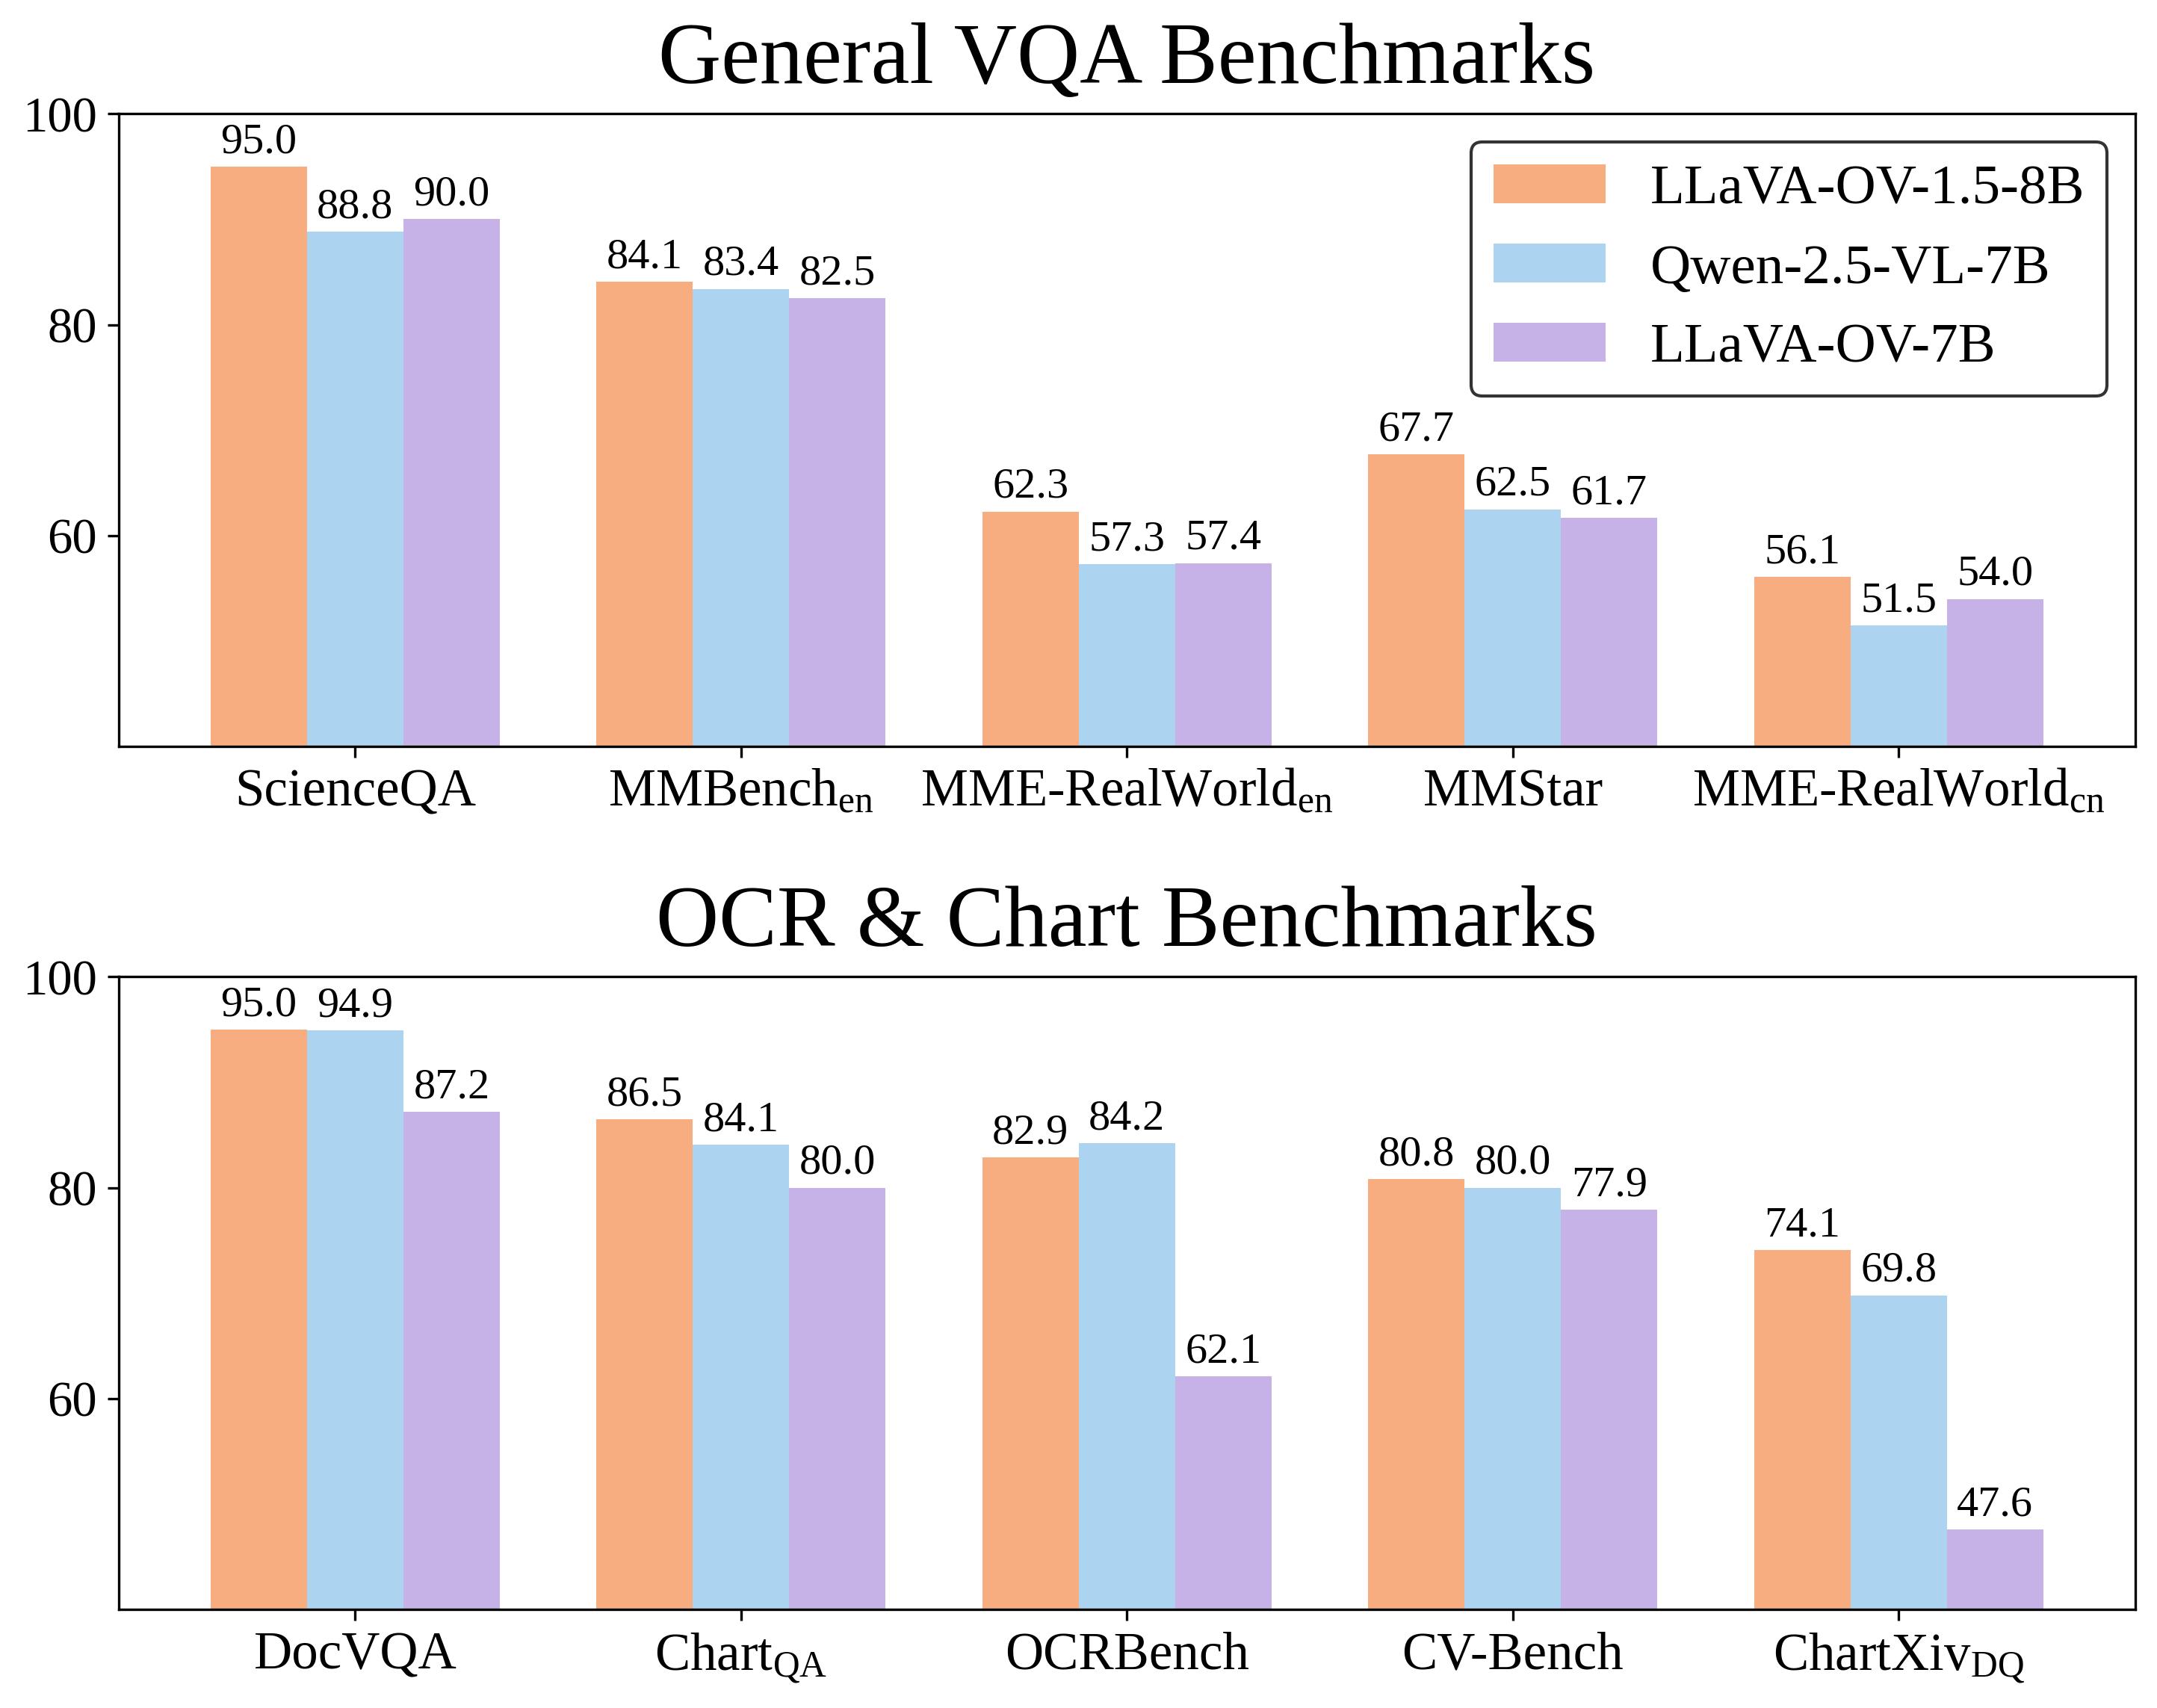 General VQA Benchmarks
100
80
60
95.0 88.8 90.0
84.1 83.4 82.5
62.3 57.3 57.4
67.7 62.5 61.7
56.1 51.5 54.0
LLaVA-OV-1.5-8B
Qwen-2.5-VL-7B
LLaVA-OV-7B
ScienceQA MMBench_en MME-RealWorld_en MMStar MME-RealWorld_cn
OCR & Chart Benchmarks
100
80
60
95.0 94.9 87.2
86.5 84.1 80.0
82.9 84.2 62.1
80.8 80.0 77.9
74.1 69.8 47.6
DocVQA Chart_QA OCRBench CV-Bench ChartXiv_DQ